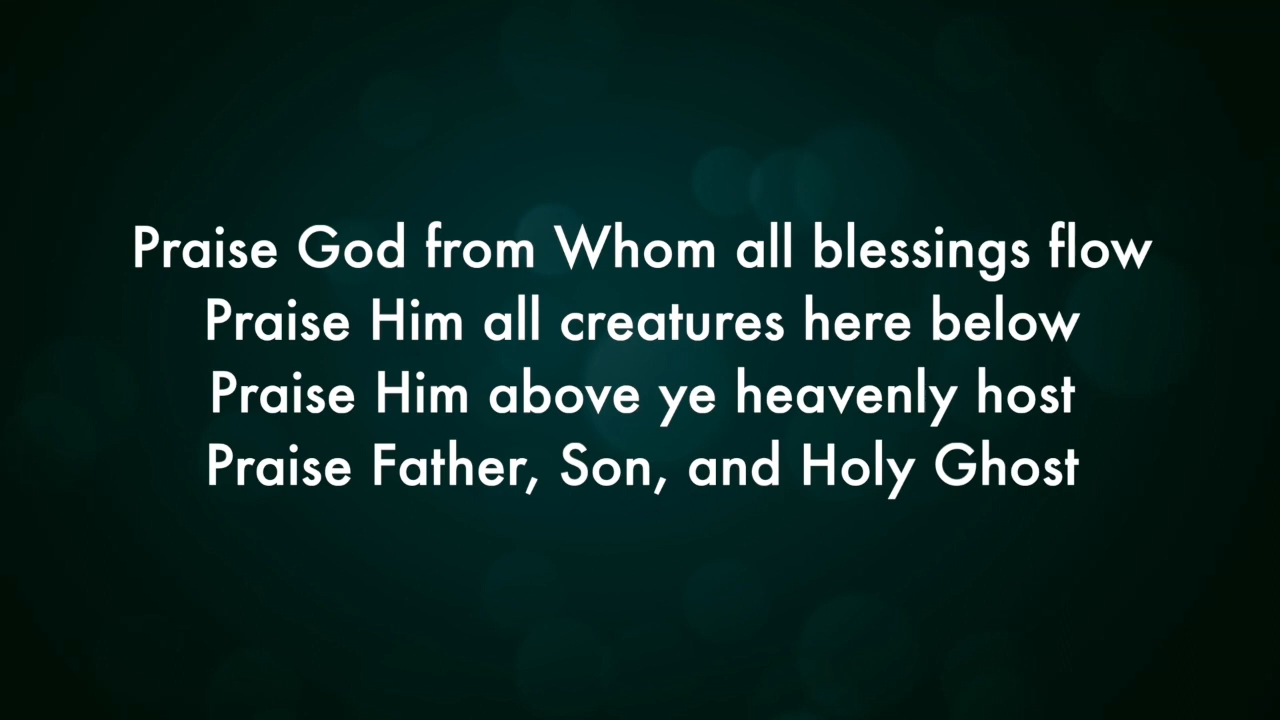 Praise God from Whom all blessings flow
Praise Him all creatures here below
Praise Him above ye heavenly host
Praise Father, Son, and Holy Ghost